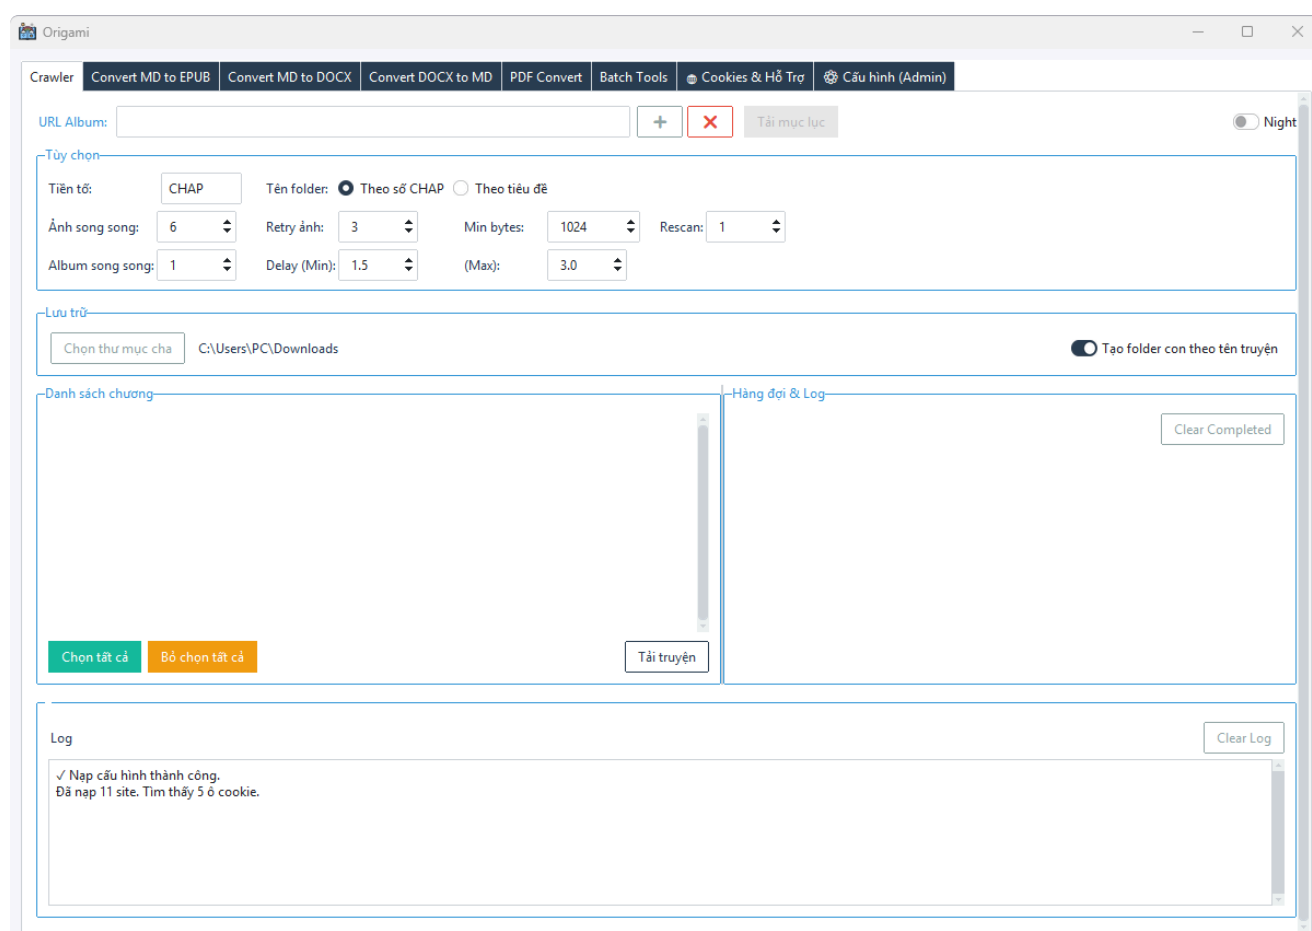 Origami
Crawler Convert MD to EPUB Convert MD to DOCX Convert DOCX to MD PDF Convert Batch Tools Cookies & Hỗ Trợ Cấu hình (Admin)
URL Album: + Tải mục lục Night
Tùy chọn
Tiền tố: CHAP Tên folder: Theo số CHAP Theo tiêu đề
Ảnh song song: 6 Retry ảnh: 3 Min bytes: 1024 Rescan: 1
Album song song: 1 Delay (Min): 1.5 (Max): 3.0
Lưu trữ
Chọn thư mục cha C:\Users\PC\Downloads Tạo folder con theo tên truyện
Danh sách chương
Hàng đợi & Log
Clear Completed
Chọn tất cả Bỏ chọn tất cả Tải truyện
Log Clear Log
✓ Nạp cấu hình thành công.
Đã nạp 11 site. Tìm thấy 5 ô cookie.